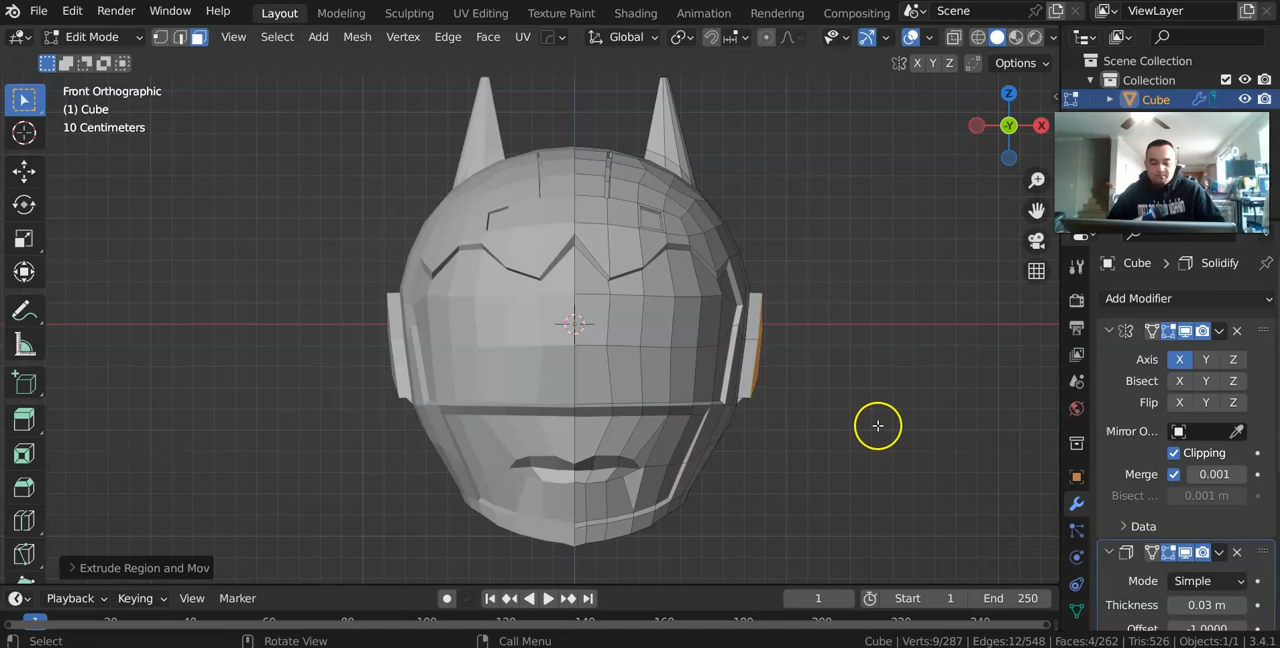 File Edit Render Window Help Layout Modeling Sculpting UV Editing Texture Paint Shading Animation Rendering Compositing Scene ViewLayer
Edit Mode View Select Add Mesh Vertex Edge Face UV Global
X Y Z Options
Scene Collection
Collection
Cube
Front Orthographic
(1) Cube
10 Centimeters
Z
-Y X
Cube > Solidify
Add Modifier
Axis X Y Z
Bisect X Y Z
Flip X Y Z
Mirror O...
Clipping
Merge 0.001
Bisect ... 0.001 m
Data
Mode Simple
Thickness 0.03 m
Offset -1.0000
Extrude Region and Mov
Playback Keying View Marker 1 Start 1 End 250
Select Rotate View Call Menu Cube | Verts:9/287 | Edges:12/548 | Faces:4/262 | Tris:526 | Objects:1/1 | 3.4.1